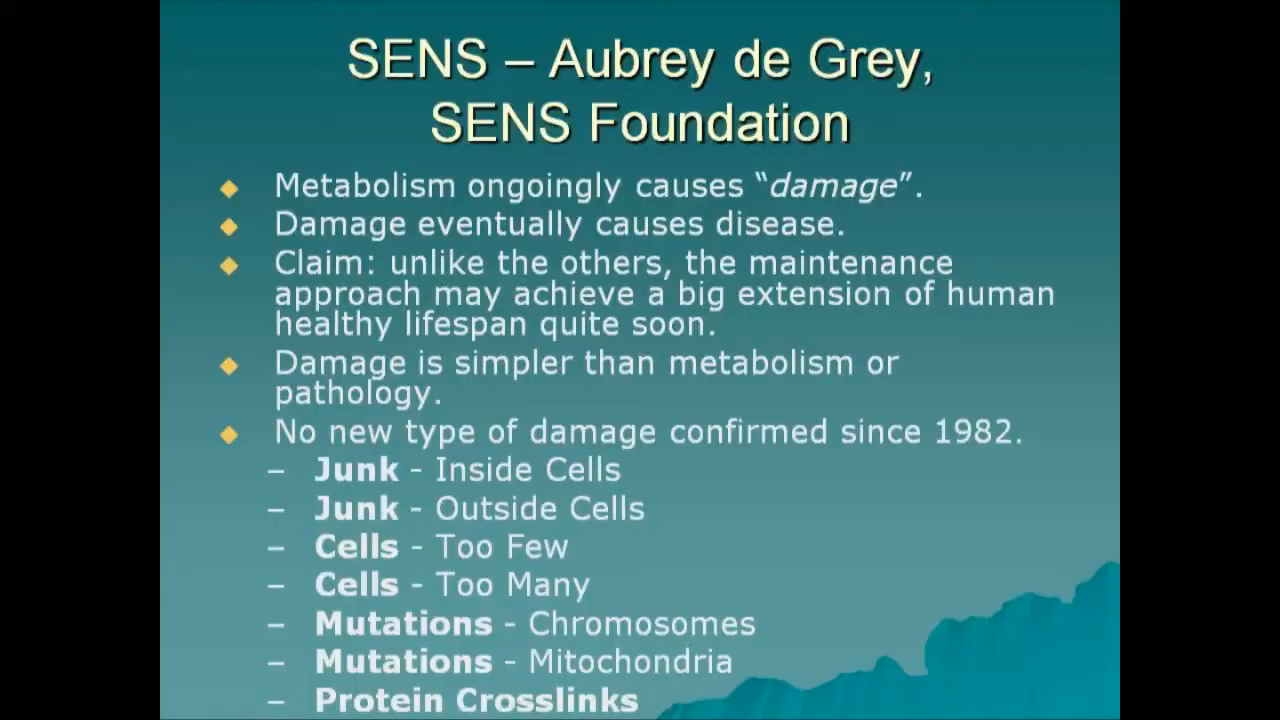 SENS – Aubrey de Grey,
SENS Foundation
◆ Metabolism ongoingly causes “damage”.
◆ Damage eventually causes disease.
◆ Claim: unlike the others, the maintenance
approach may achieve a big extension of human
healthy lifespan quite soon.
◆ Damage is simpler than metabolism or
pathology.
◆ No new type of damage confirmed since 1982.
– Junk - Inside Cells
– Junk - Outside Cells
– Cells - Too Few
– Cells - Too Many
– Mutations - Chromosomes
– Mutations - Mitochondria
– Protein Crosslinks